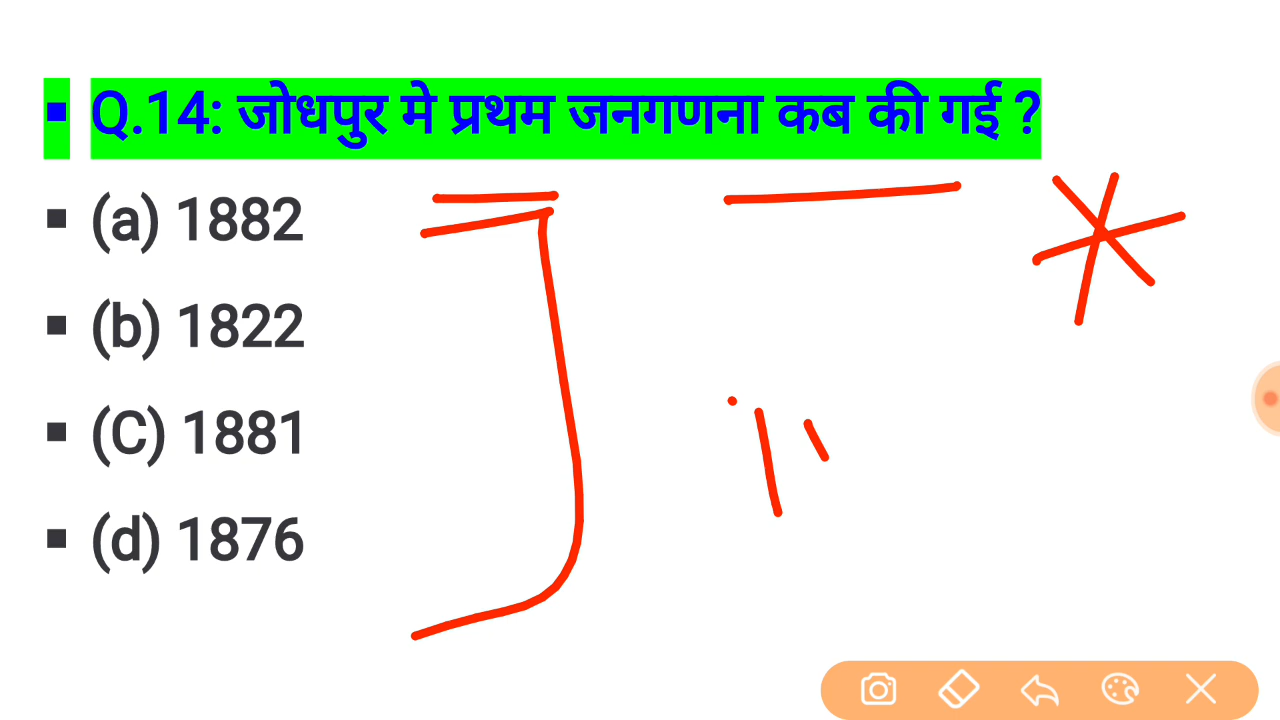 Q.14: जोधपुर मे प्रथम जनगणना कब की गई ?
(a) 1882
(b) 1822
(C) 1881
(d) 1876